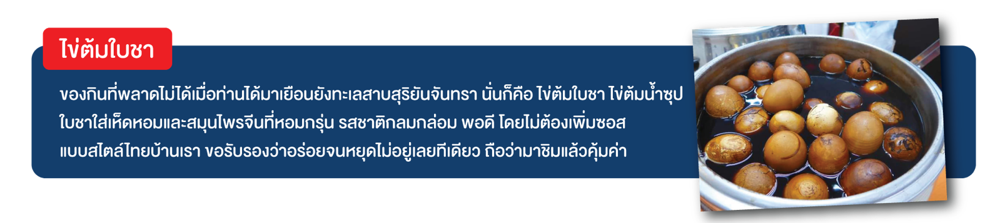 ไข่ต้มใบชา
ของกินที่พลาดไม่ได้เมื่อท่านได้มาเยือนยังทะเลสาบสุริยันจันทรา นั่นก็คือ ไข่ต้มใบชา ไข่ต้มน้ำซุป
ใบชาใส่เห็ดหอมและสมุนไพรจีนที่หอมกรุ่น รสชาติกลมกล่อม พอดี โดยไม่ต้องเพิ่มซอส
แบบสไตล์ไทยบ้านเรา ขอรับรองว่าอร่อยจนหยุดไม่อยู่เลยทีเดียว ถือว่ามาชิมแล้วคุ้มค่า